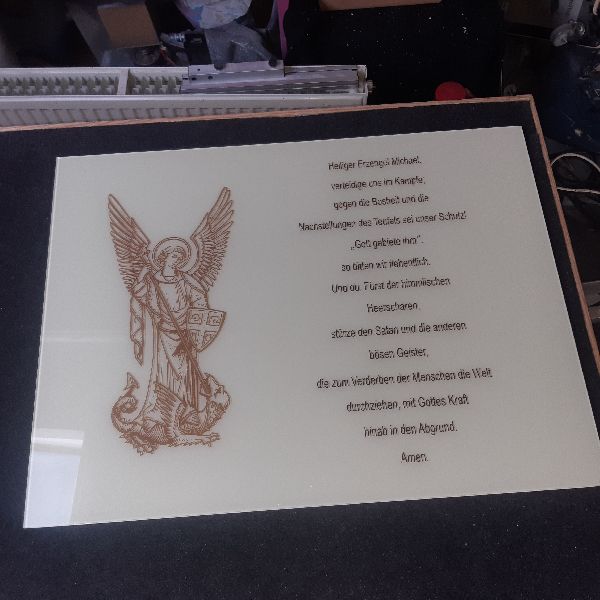 Heiliger Erzengel Michael,
verteidige uns im Kampfe;
gegen die Bosheit und die
Nachstellungen des Teufels sei unser Schutz!
„Gott gebiete ihm“,
so bitten wir flehentlich.
Und du, Fürst der himmlischen
Heerscharen,
stürze den Satan und die anderen
bösen Geister,
die zum Verderben der Menschen die Welt
durchziehen, mit Gottes Kraft
hinab in den Abgrund.
Amen.